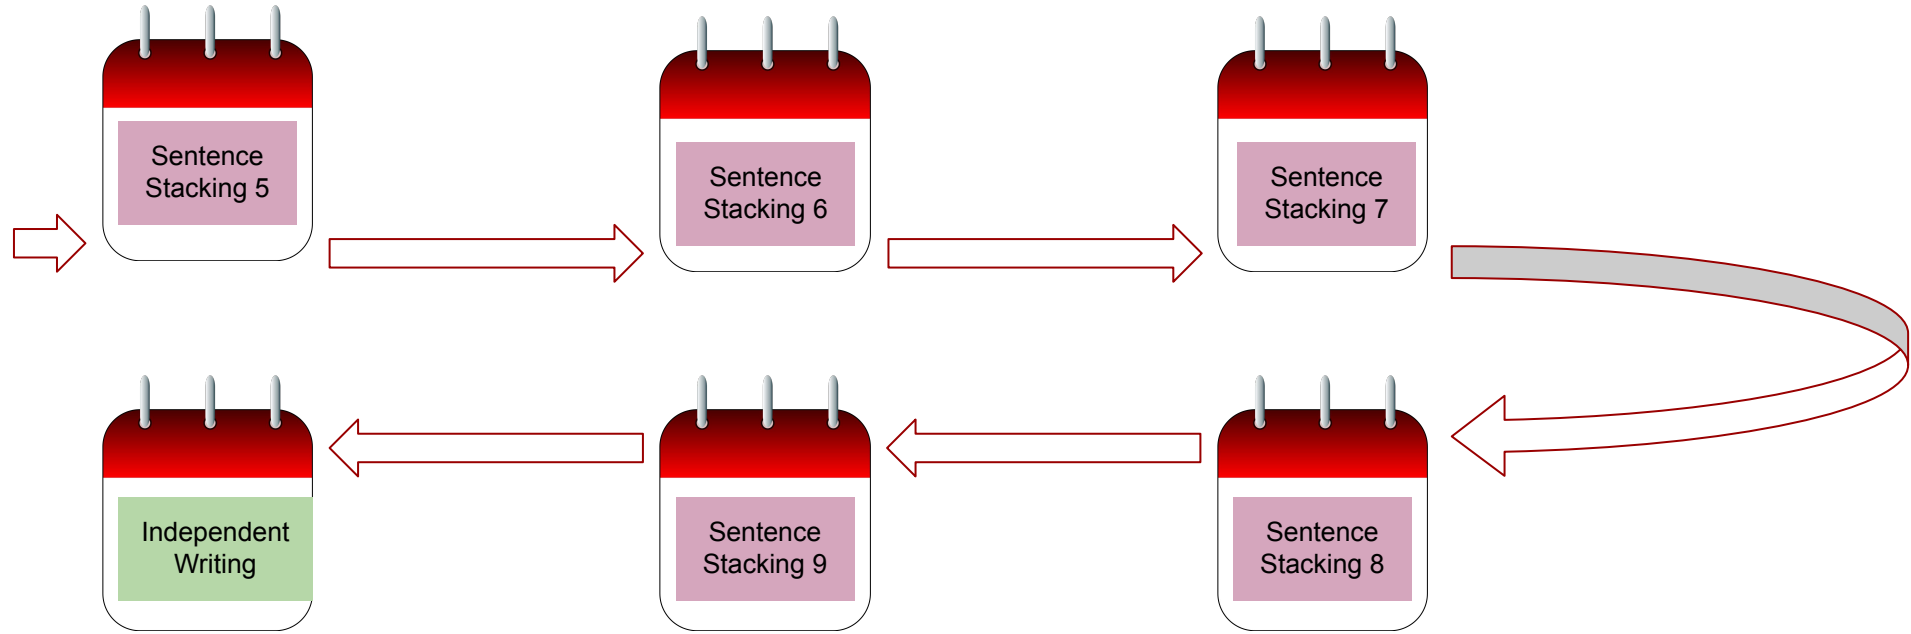 Sentence
Stacking 5
Sentence
Stacking 6
Sentence
Stacking 7
Sentence
Stacking 8
Sentence
Stacking 9
Independent
Writing